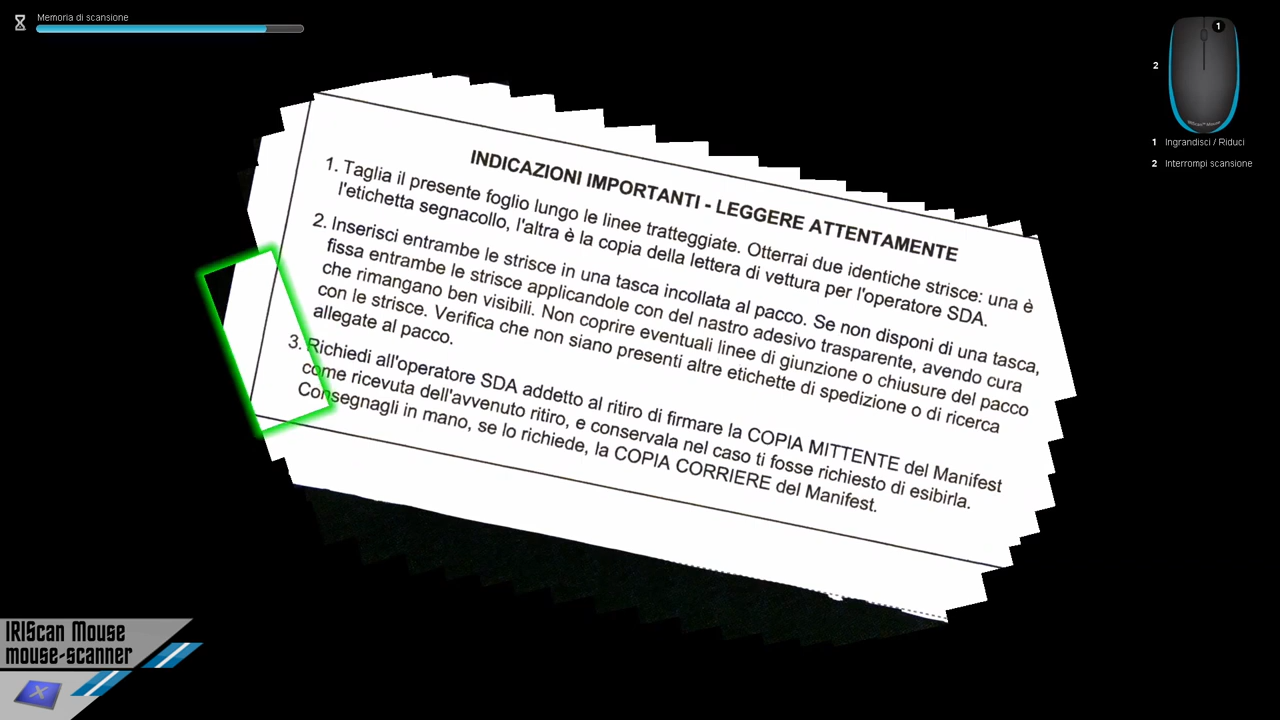 Memoria di scansione
1
2
1 Ingrandisci / Riduci
2 Interrompi scansione
INDICAZIONI IMPORTANTI - LEGGERE ATTENTAMENTE
1. Taglia il presente foglio lungo le linee tratteggiate. Otterrai due identiche strisce: una è
l'etichetta segnacollo, l'altra è la copia della lettera di vettura per l'operatore SDA.
2. Inserisci entrambe le strisce in una tasca incollata al pacco. Se non disponi di una tasca,
fissa entrambe le strisce applicandole con del nastro adesivo trasparente, avendo cura
che rimangano ben visibili. Non coprire eventuali linee di giunzione o chiusure del pacco
con le strisce. Verifica che non siano presenti altre etichette di spedizione o di ricerca
allegate al pacco.
3. Richiedi all'operatore SDA addetto al ritiro di firmare la COPIA MITTENTE del Manifest
come ricevuta dell'avvenuto ritiro, e conservala nel caso ti fosse richiesto di esibirla.
Consegnagli in mano, se lo richiede, la COPIA CORRIERE del Manifest.
IRIScan Mouse
mouse-scanner